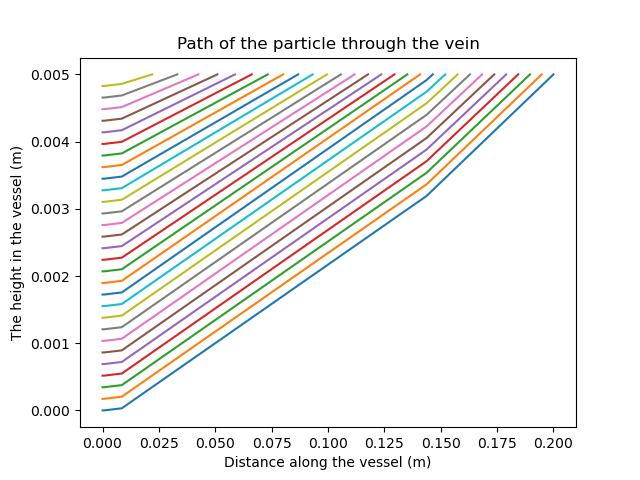 Path of the particle through the vein
The height in the vessel (m)
0.005
0.004
0.003
0.002
0.001
0.000
0.000 0.025 0.050 0.075 0.100 0.125 0.150 0.175 0.200
Distance along the vessel (m)